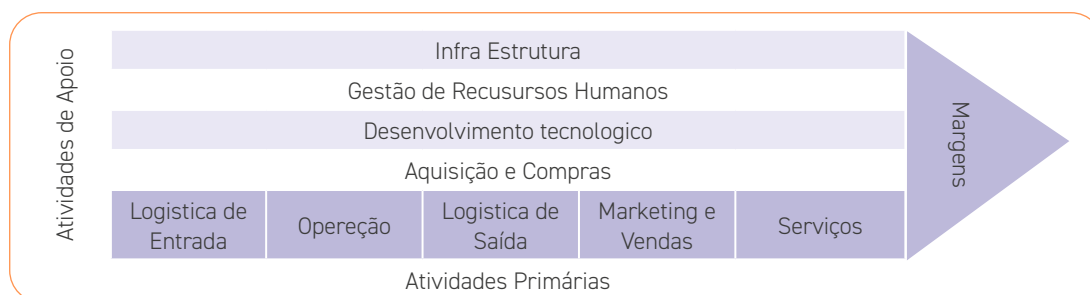 Atividades de Apoio
Infra Estrutura
Gestão de Recusursos Humanos
Desenvolvimento tecnologico
Aquisição e Compras
Logistica de
Entrada
Opereção
Logistica de
Saída
Marketing e
Vendas
Serviços
Margens
Atividades Primárias